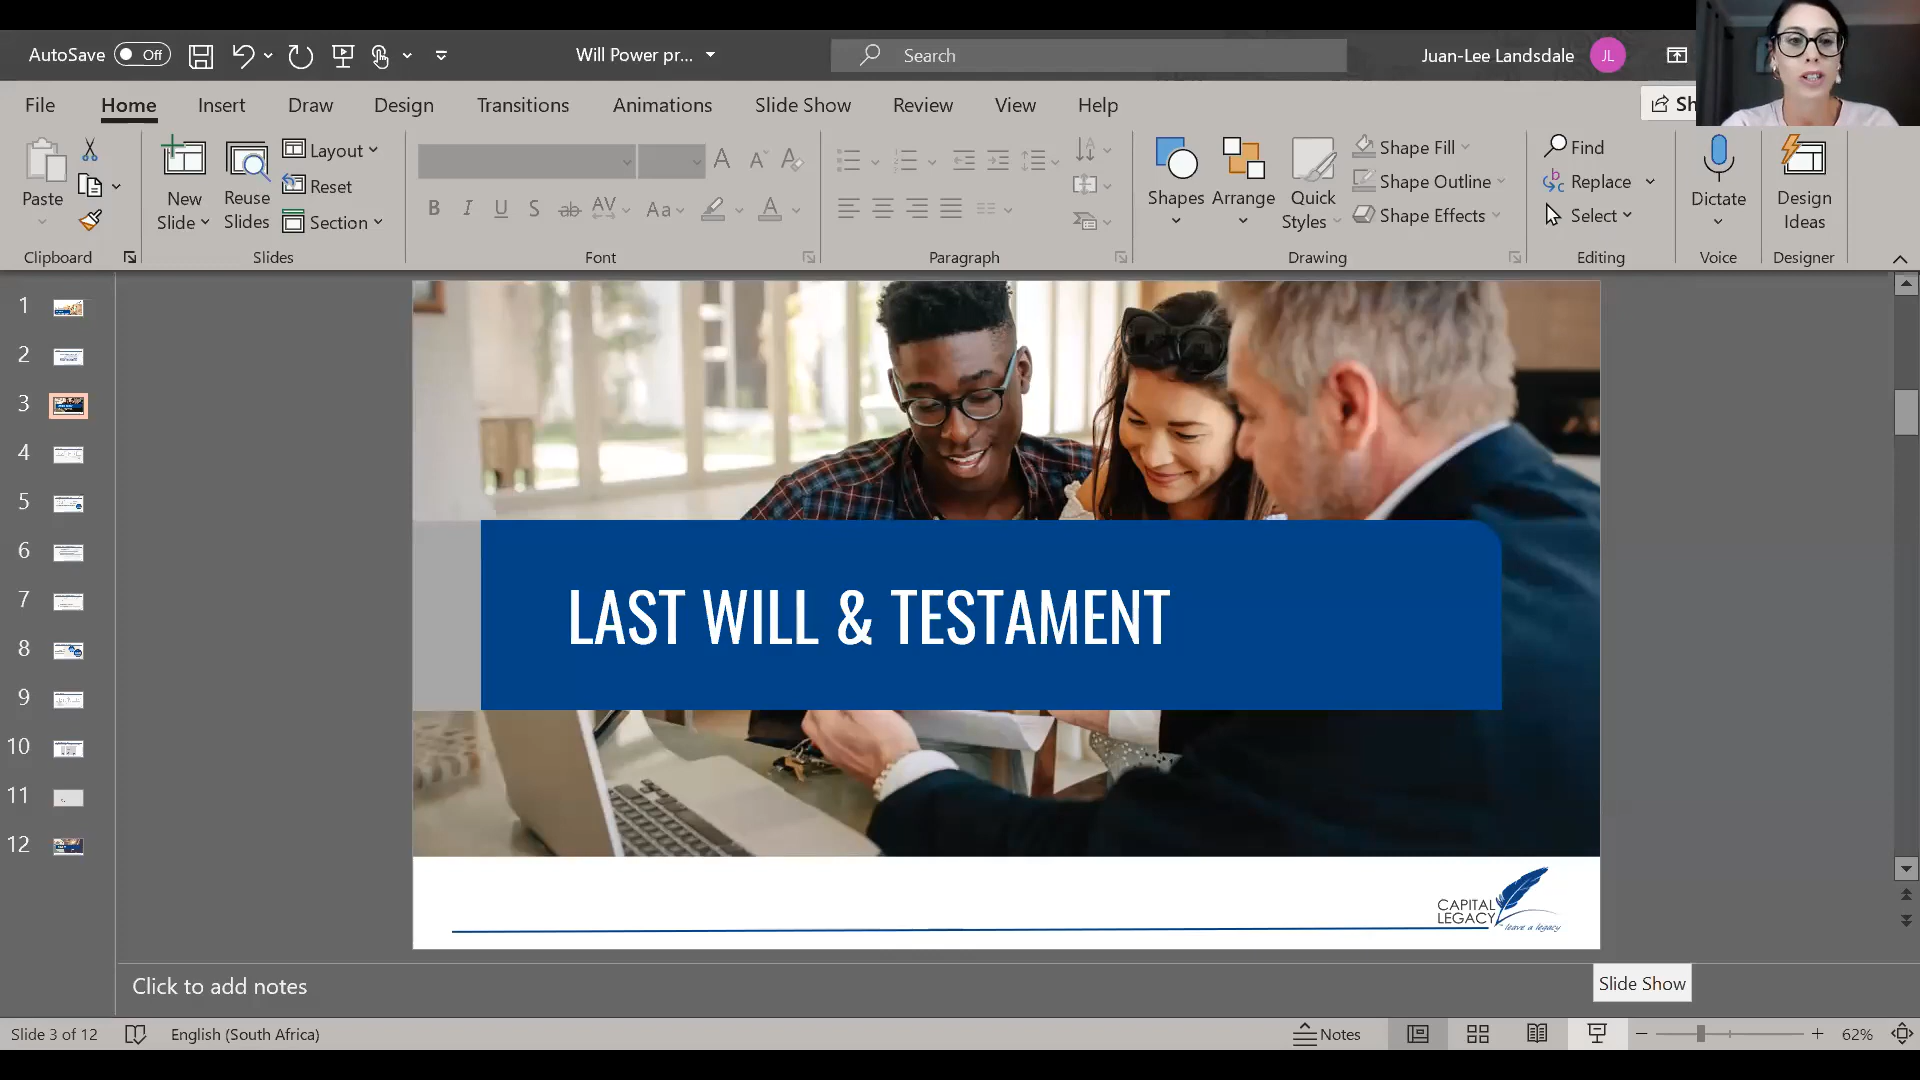 AutoSave Off Will Power pr... Search Juan-Lee Landsdale JL
File Home Insert Draw Design Transitions Animations Slide Show Review View Help Sh
Paste
New
Slide
Reuse
Slides
Layout
Reset
Section
B I U S ab AV Aa A
A A A
Shapes
Arrange
Quick
Styles
Shape Fill
Shape Outline
Shape Effects
Find
Replace
Select
Dictate
Design
Ideas
Clipboard Slides Font Paragraph Drawing Editing Voice Designer
1
2
3
4
5
6
7
8
9
10
11
12
LAST WILL & TESTAMENT
CAPITAL
LEGACY
leave a legacy
Click to add notes
Slide Show
Slide 3 of 12 English (South Africa) Notes 62%